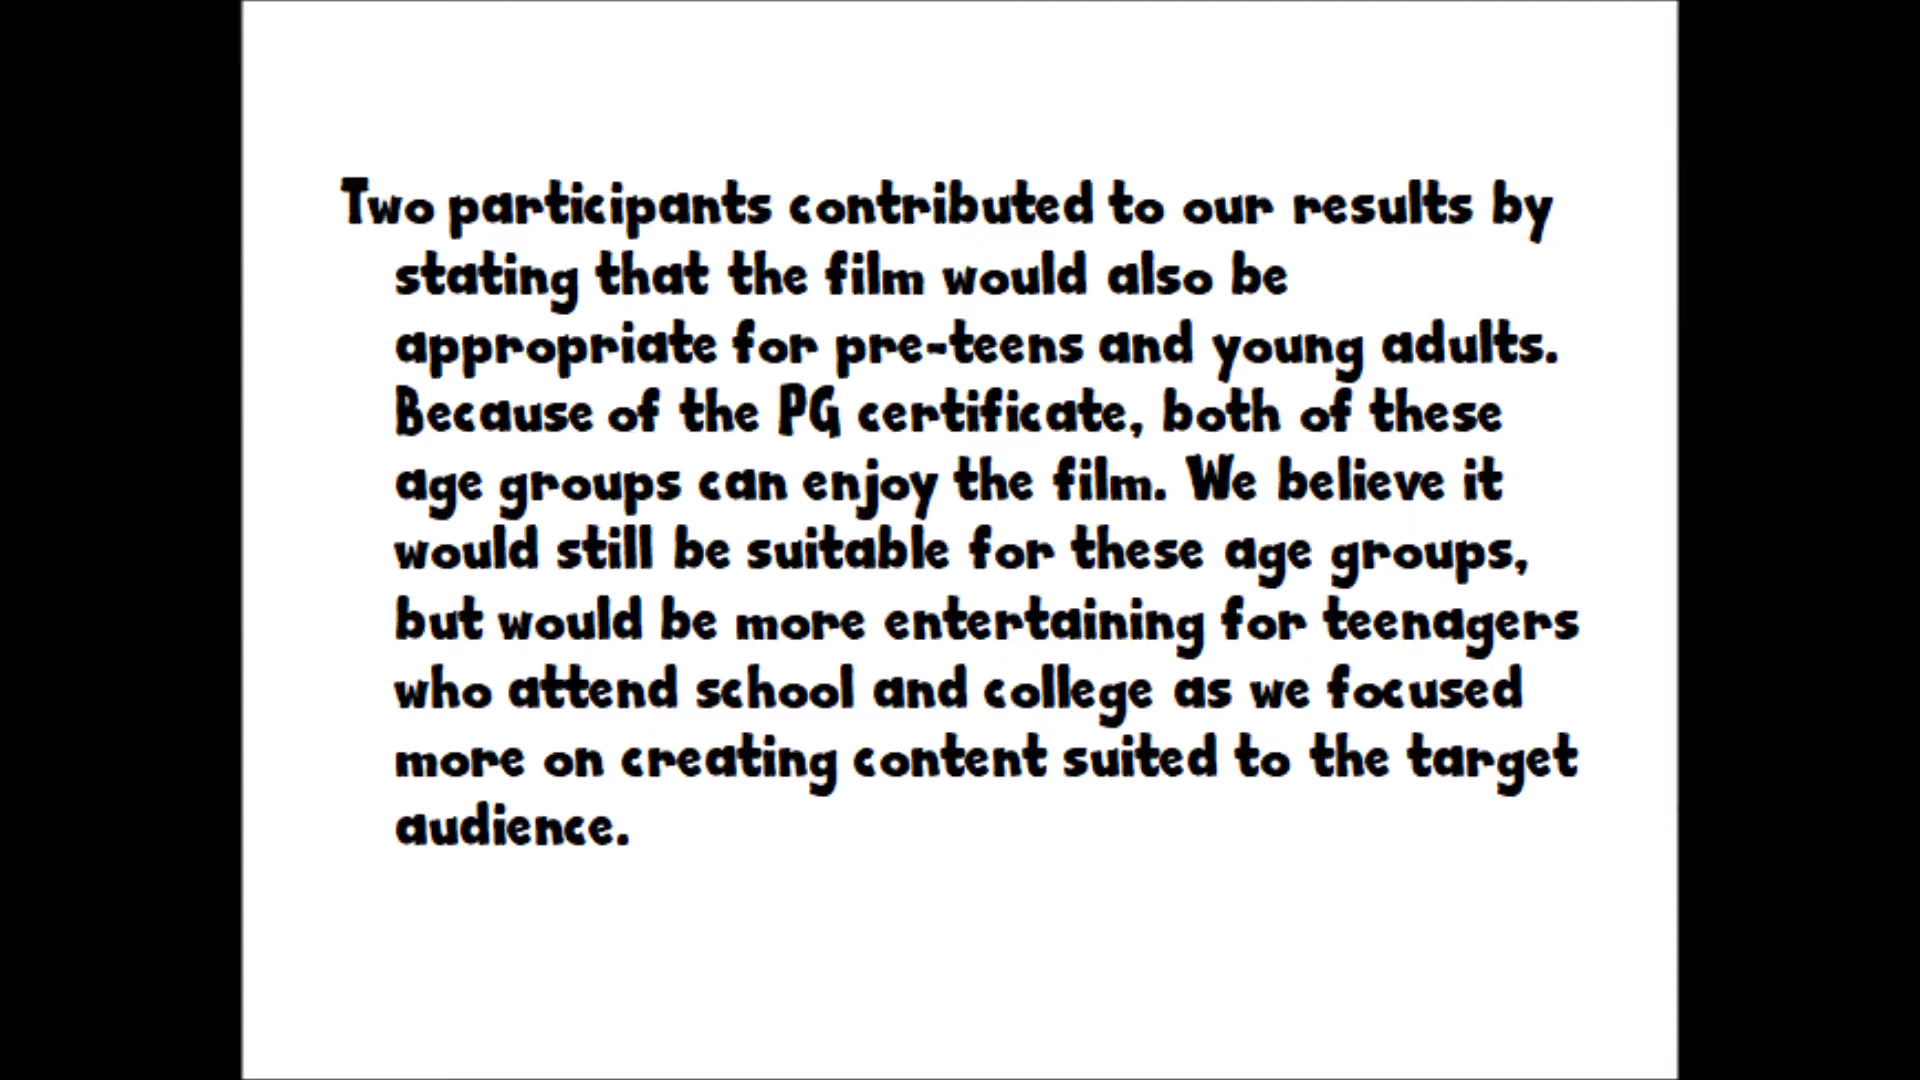 Two participants contributed to our results by
stating that the film would also be
appropriate for pre-teens and young adults.
Because of the PG certificate, both of these
age groups can enjoy the film. We believe it
would still be suitable for these age groups,
but would be more entertaining for teenagers
who attend school and college as we focused
more on creating content suited to the target
audience.